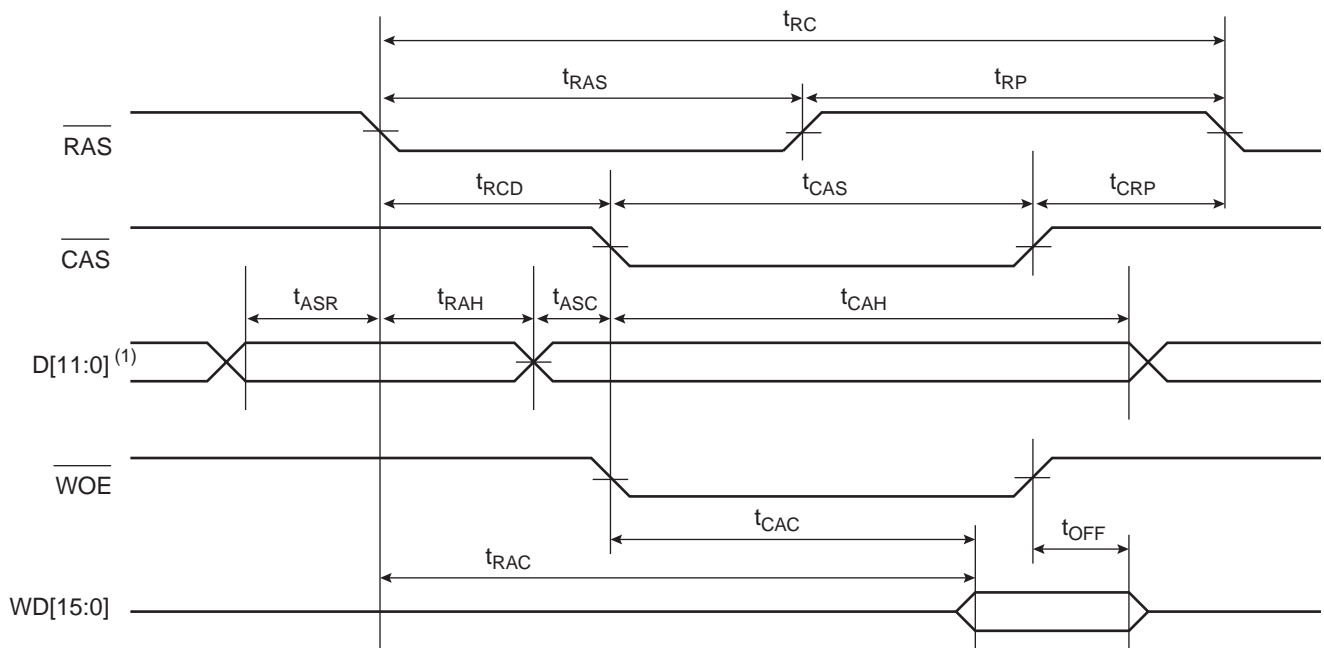 tRC
tRAS tRP
RAS
tRCD tCAS tCRP
CAS
tASR tRAH tASC tCAH
D[11:0] (1)
WOE
tCAC tOFF
tRAC
WD[15:0]